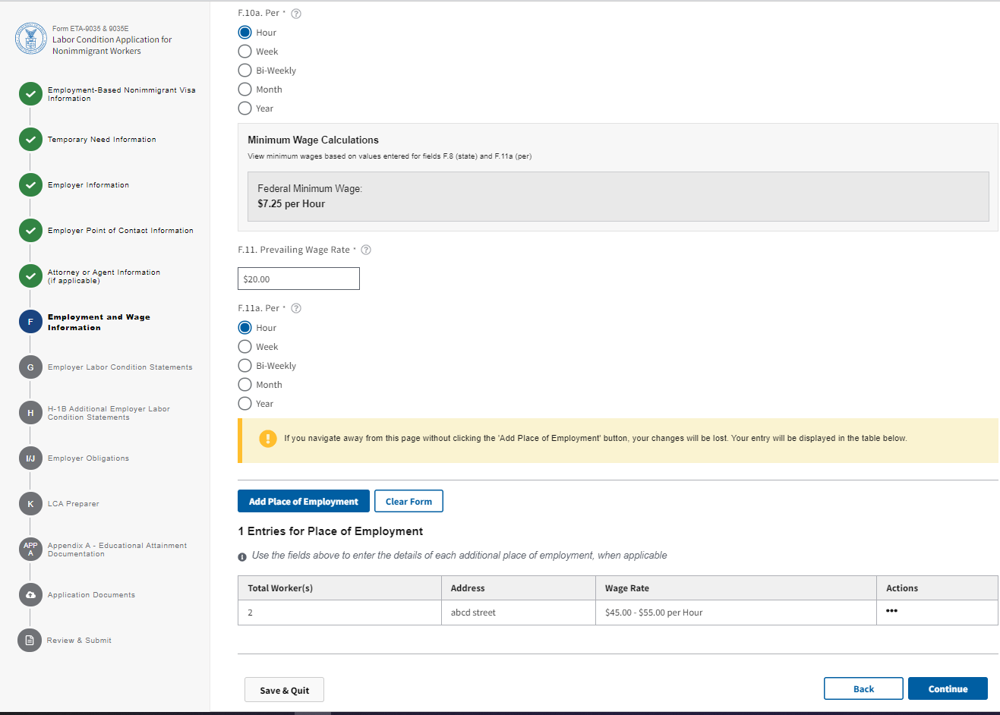 Form ETA-9035 & 9035E
Labor Condition Application for
Nonimmigrant Workers
Employment-Based Nonimmigrant Visa
Information
Temporary Need Information
Employer Information
Employer Point of Contact Information
Attorney or Agent Information
(if applicable)
F
Employment and Wage
Information
G
Employer Labor Condition Statements
H
H-1B Additional Employer Labor
Condition Statements
I/J
Employer Obligations
K
LCA Preparer
APP
A
Appendix A - Educational Attainment
Documentation
Application Documents
Review & Submit
F.10a. Per * ?
Hour
Week
Bi-Weekly
Month
Year
Minimum Wage Calculations
View minimum wages based on values entered for fields F.8 (state) and F.11a (per)
Federal Minimum Wage:
$7.25 per Hour
F.11. Prevailing Wage Rate * ?
$20.00
F.11a. Per * ?
Hour
Week
Bi-Weekly
Month
Year
If you navigate away from this page without clicking the 'Add Place of Employment' button, your changes will be lost. Your entry will be displayed in the table below.
Add Place of Employment Clear Form
1 Entries for Place of Employment
Use the fields above to enter the details of each additional place of employment, when applicable
Total Worker(s) Address Wage Rate Actions
2 abcd street $45.00 - $55.00 per Hour •••
Save & Quit Back Continue